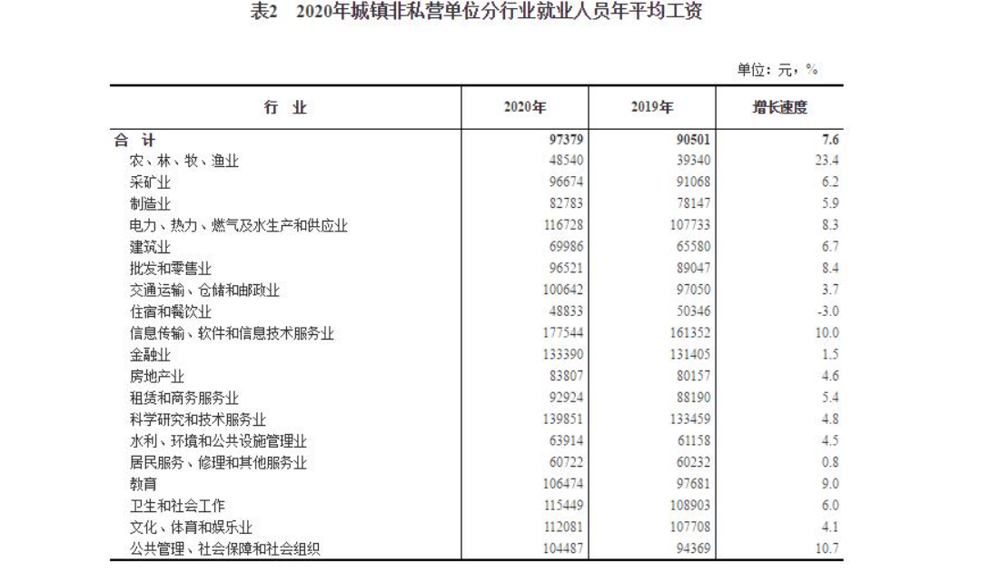 表2 2020年城镇非私营单位分行业就业人员年平均工资
单位：元，%
行 业 2020年 2019年 增长速度
合 计 97379 90501 7.6
农、林、牧、渔业 48540 39340 23.4
采矿业 96674 91068 6.2
制造业 82783 78147 5.9
电力、热力、燃气及水生产和供应业 116728 107733 8.3
建筑业 69986 65580 6.7
批发和零售业 96521 89047 8.4
交通运输、仓储和邮政业 100642 97050 3.7
住宿和餐饮业 48833 50346 -3.0
信息传输、软件和信息技术服务业 177544 161352 10.0
金融业 133390 131405 1.5
房地产业 83807 80157 4.6
租赁和商务服务业 92924 88190 5.4
科学研究和技术服务业 139851 133459 4.8
水利、环境和公共设施管理业 63914 61158 4.5
居民服务、修理和其他服务业 60722 60232 0.8
教育 106474 97681 9.0
卫生和社会工作 115449 108903 6.0
文化、体育和娱乐业 112081 107708 4.1
公共管理、社会保障和社会组织 104487 94369 10.7